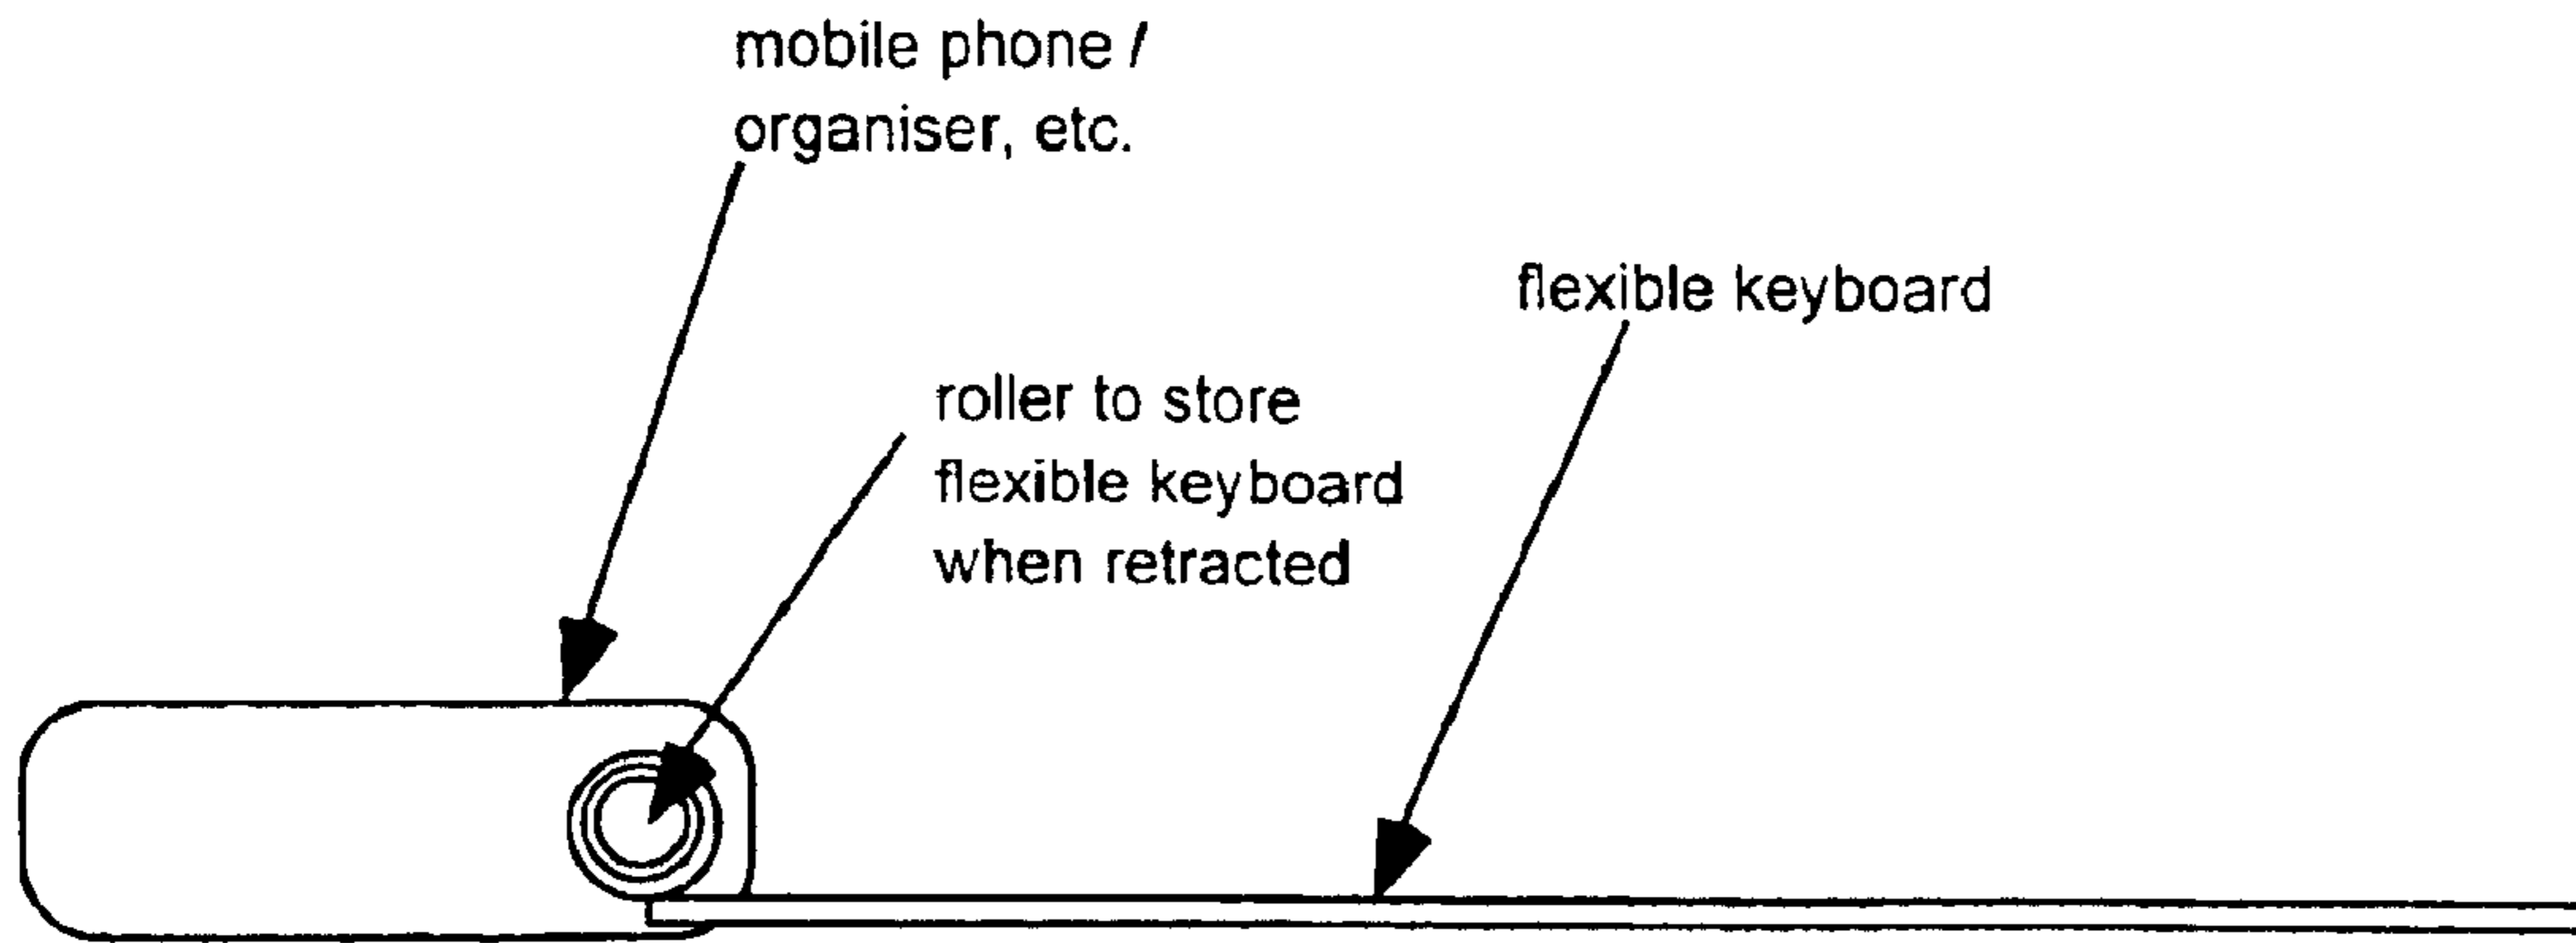 mobile phone /
organiser, etc.
flexible keyboard
roller to store
flexible keyboard
when retracted